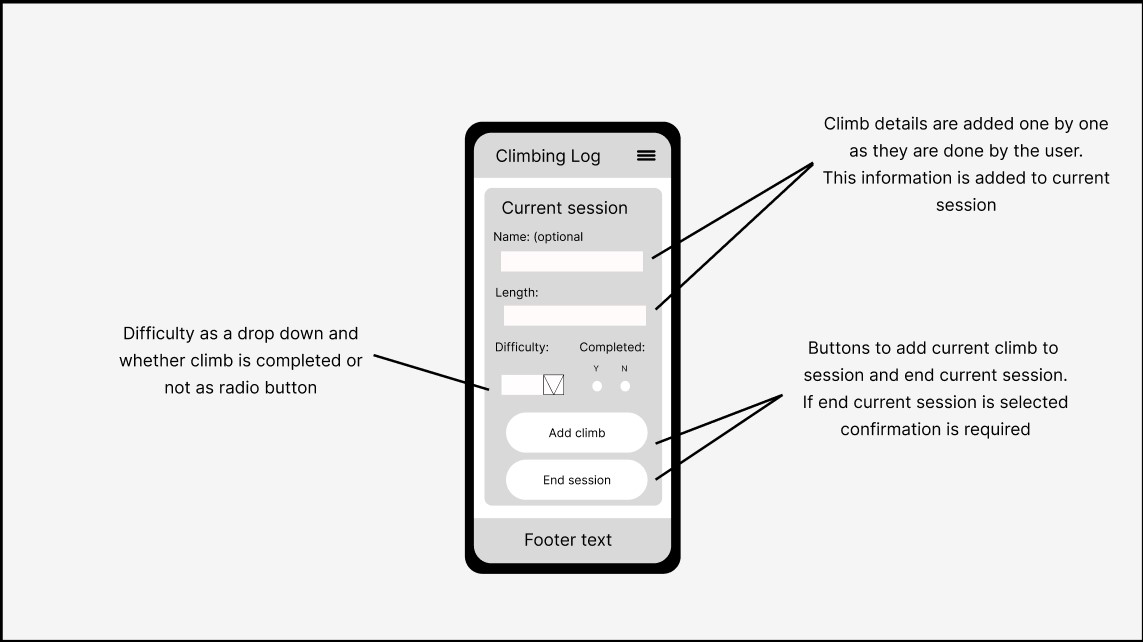 Climbing Log
Current session
Name: (optional
Length:
Difficulty: Completed:
Y N
Add climb
End session
Footer text
Climb details are added one by one
as they are done by the user.
This information is added to current
session
Difficulty as a drop down and
whether climb is completed or
not as radio button
Buttons to add current climb to
session and end current session.
If end current session is selected
confirmation is required